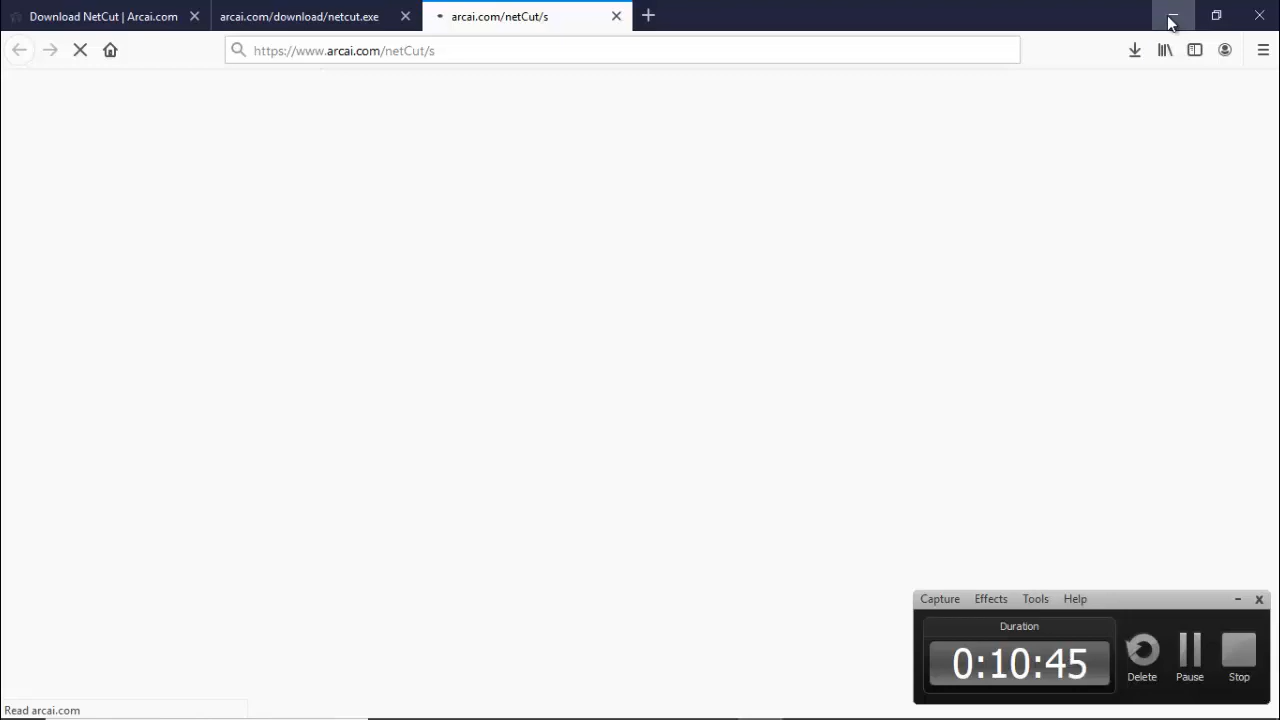 Download NetCut | Arcai.com
arcai.com/download/netcut.exe
arcai.com/netCut/s
https://www.arcai.com/netCut/s
Capture Effects Tools Help
Duration
0:10:45
Delete Pause Stop
Read arcai.com